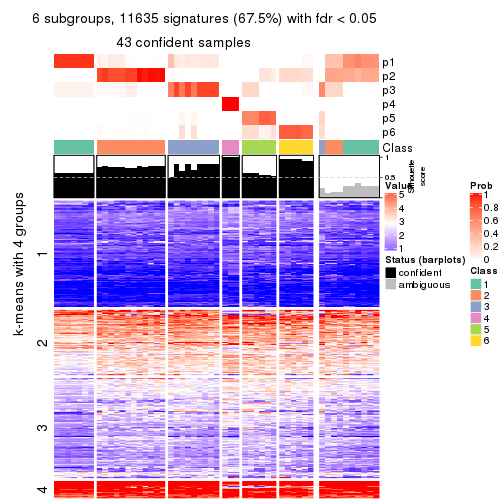 6 subgroups, 11635 signatures (67.5%) with fdr < 0.05
43 confident samples
p1
p2
p3
p4
p5
p6
Class
1
0.5
Silhouette
score
k-means with 4 groups
1
2
3
4
Value
5
4
3
2
1
Status (barplots)
confident
ambiguous
Prob
1
0.8
0.6
0.4
0.2
0
Class
1
2
3
4
5
6